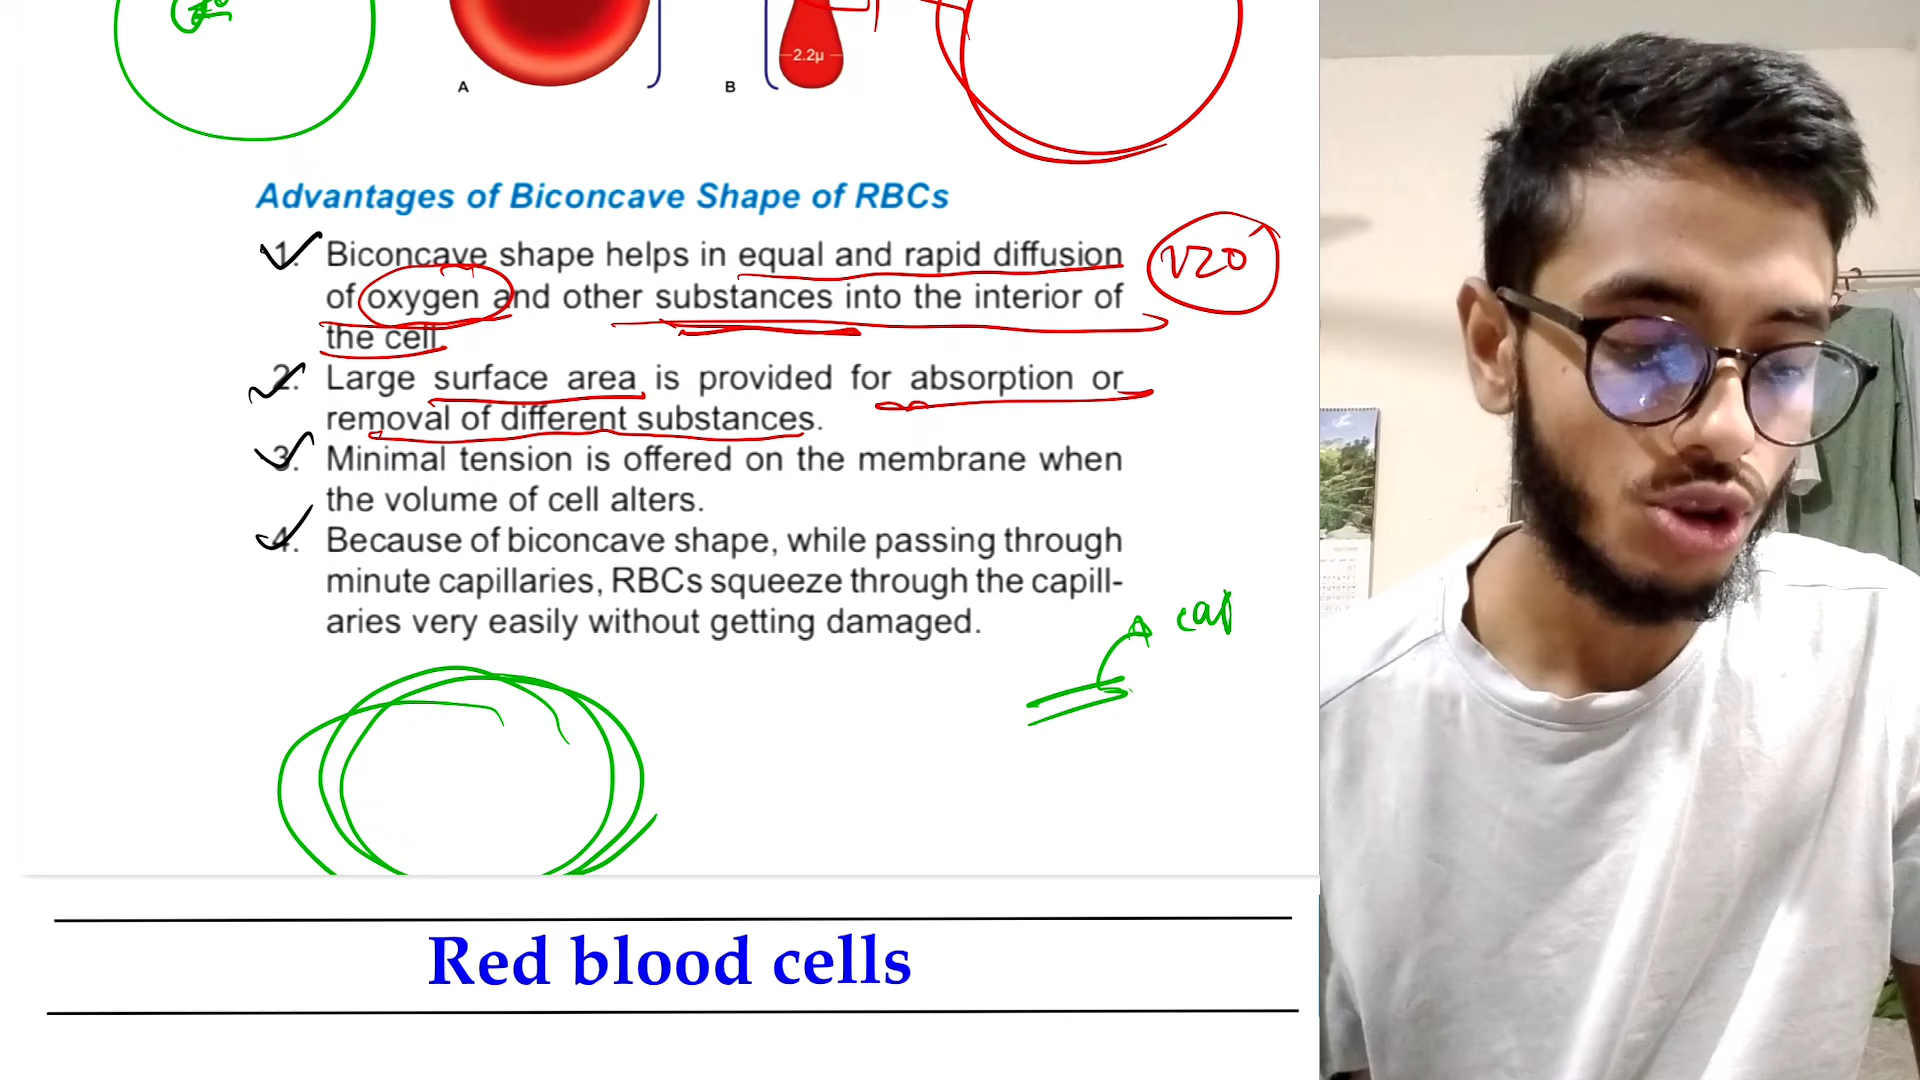 2.2µ
A
B
Advantages of Biconcave Shape of RBCs
1. Biconcave shape helps in equal and rapid diffusion
of oxygen and other substances into the interior of
the cell.
2. Large surface area is provided for absorption or
removal of different substances.
3. Minimal tension is offered on the membrane when
the volume of cell alters.
4. Because of biconcave shape, while passing through
minute capillaries, RBCs squeeze through the capill-
aries very easily without getting damaged.
cap
Red blood cells